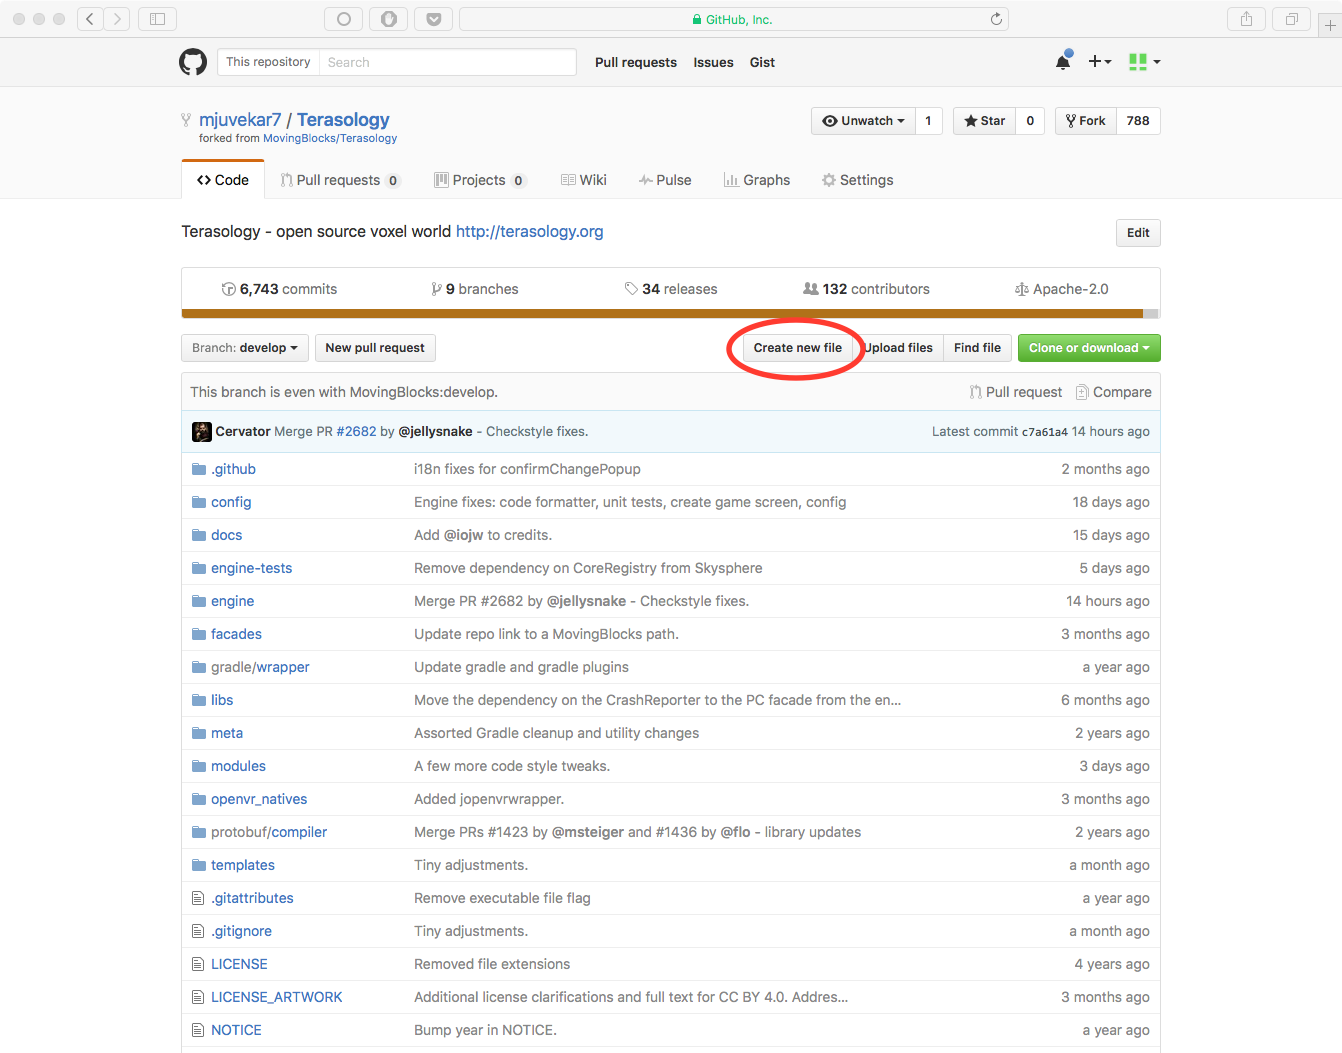 GitHub, Inc.
This repository Search Pull requests Issues Gist
mjuvekar7 / Terasology Unwatch 1 Star 0 Fork 788
forked from MovingBlocks/Terasology
Code Pull requests 0 Projects 0 Wiki Pulse Graphs Settings
Terasology - open source voxel world http://terasology.org Edit
6,743 commits 9 branches 34 releases 132 contributors Apache-2.0
Branch: develop New pull request Create new file Upload files Find file Clone or download
This branch is even with MovingBlocks:develop. Pull request Compare
Cervator Merge PR #2682 by @jellysnake - Checkstyle fixes. Latest commit c7a61a4 14 hours ago
.github i18n fixes for confirmChangePopup 2 months ago
config Engine fixes: code formatter, unit tests, create game screen, config 18 days ago
docs Add @iojw to credits. 15 days ago
engine-tests Remove dependency on CoreRegistry from Skysphere 5 days ago
engine Merge PR #2682 by @jellysnake - Checkstyle fixes. 14 hours ago
facades Update repo link to a MovingBlocks path. 3 months ago
gradle/wrapper Update gradle and gradle plugins a year ago
libs Move the dependency on the CrashReporter to the PC facade from the en... 6 months ago
meta Assorted Gradle cleanup and utility changes 2 years ago
modules A few more code style tweaks. 3 days ago
openvr_natives Added jopenvrwrapper. 3 months ago
protobuf/compiler Merge PRs #1423 by @msteiger and #1436 by @flo - library updates 2 years ago
templates Tiny adjustments. a month ago
.gitattributes Remove executable file flag a year ago
.gitignore Tiny adjustments. a month ago
LICENSE Removed file extensions 4 years ago
LICENSE_ARTWORK Additional license clarifications and full text for CC BY 4.0. Addres... 3 months ago
NOTICE Bump year in NOTICE. a year ago